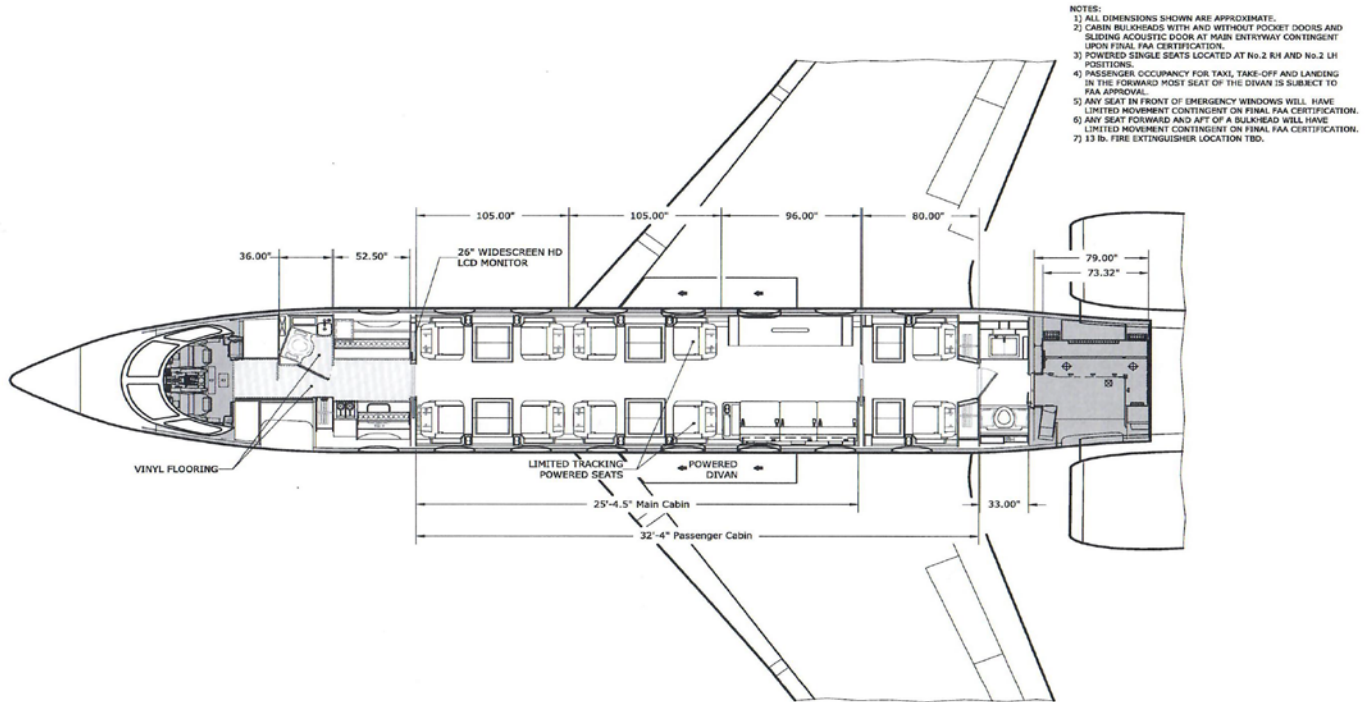 NOTES:
1) ALL DIMENSIONS SHOWN ARE APPROXIMATE.
2) CABIN BULKHEADS WITH AND WITHOUT POCKET DOORS AND
SLIDING ACOUSTIC DOOR AT MAIN ENTRYWAY CONTINGENT
UPON FINAL FAA CERTIFICATION.
3) POWERED SINGLE SEATS LOCATED AT No.2 RH AND No.2 LH
POSITIONS.
4) PASSENGER OCCUPANCY FOR TAXI, TAKE-OFF AND LANDING
IN THE FORWARD MOST SEAT OF THE DIVAN IS SUBJECT TO
FAA APPROVAL.
5) ANY SEAT IN FRONT OF EMERGENCY WINDOWS WILL HAVE
LIMITED MOVEMENT CONTINGENT ON FINAL FAA CERTIFICATION.
6) ANY SEAT FORWARD AND AFT OF A BULKHEAD WILL HAVE
LIMITED MOVEMENT CONTINGENT ON FINAL FAA CERTIFICATION.
7) 13 lb. FIRE EXTINGUISHER LOCATION TBD.
105.00" 105.00" 96.00" 80.00"
36.00" 52.50"
26" WIDESCREEN HD
LCD MONITOR
79.00"
73.32"
VINYL FLOORING
LIMITED TRACKING
POWERED SEATS
POWERED
DIVAN
25'-4.5" Main Cabin
33.00"
32'-4" Passenger Cabin